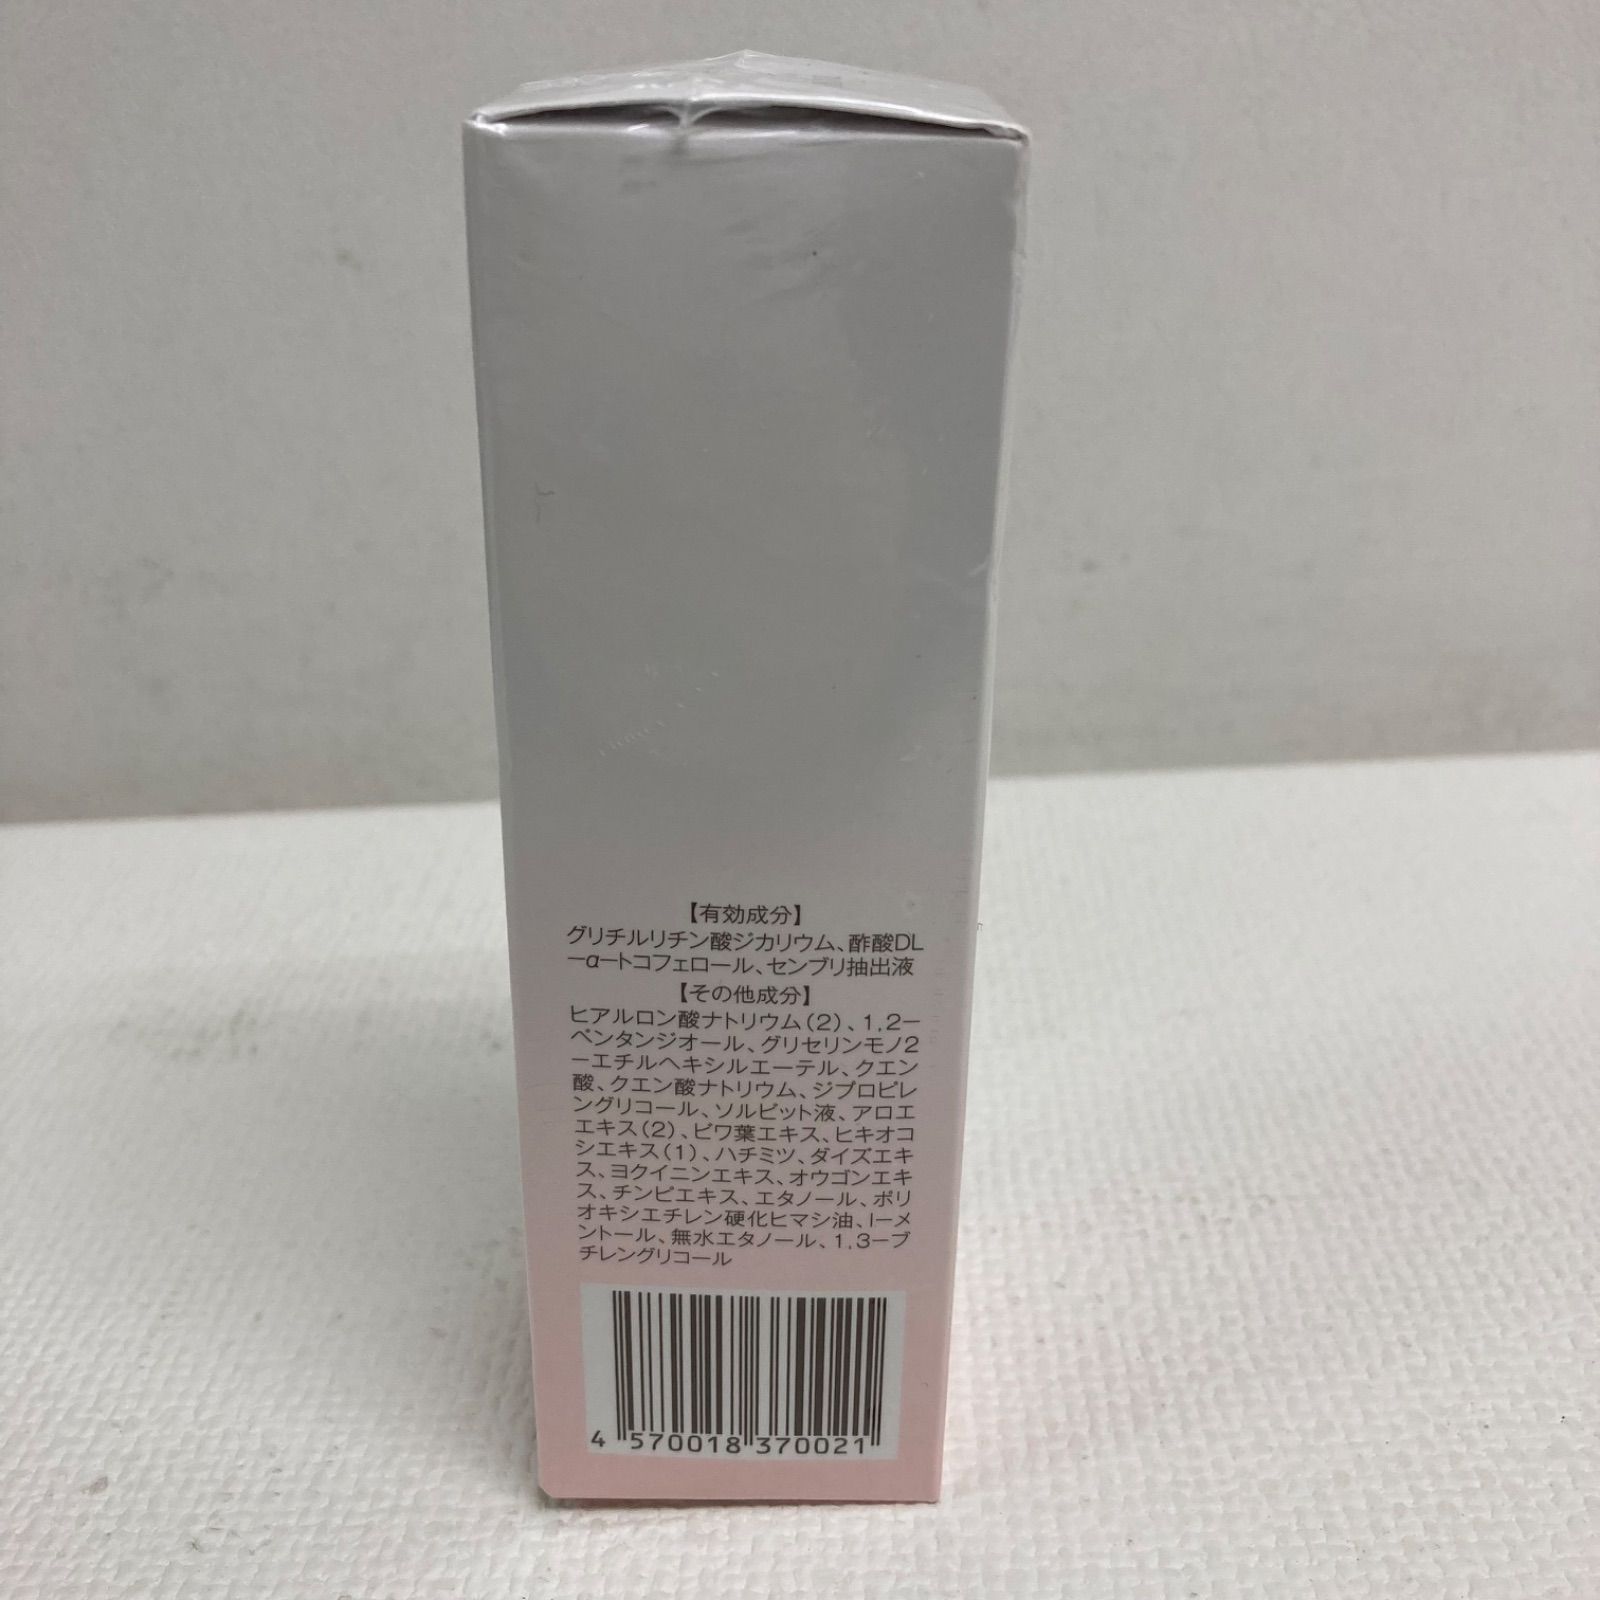 【有効成分】
グリチルリチン酸ジカリウム、酢酸DL
ーαートコフェロール、センブリ抽出液
【その他成分】
ヒアルロン酸ナトリウム(2)、1,2ー
ペンタンジオール、グリセリンモノ2
ーエチルヘキシルエーテル、クエン
酸、クエン酸ナトリウム、ジプロピレ
ングリコール、ソルビット液、アロエ
エキス(2)、ビワ葉エキス、ヒキオコ
シエキス(1)、ハチミツ、ダイズエキ
ス、ヨクイニンエキス、オウゴンエキ
ス、チンピエキス、エタノール、ポリ
オキシエチレン硬化ヒマシ油、lーメ
ントール、無水エタノール、1,3ーブ
チレングリコール
4 570018 370021